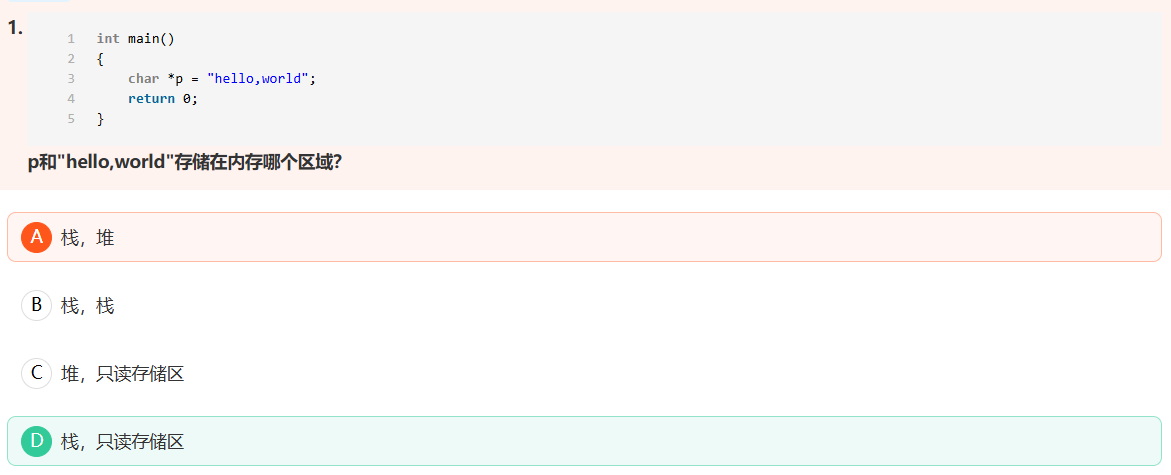 1.
1 int main()
2 {
3 char *p = "hello,world";
4 return 0;
5 }
p和"hello,world"存储在内存哪个区域？
A 栈，堆
B 栈，栈
C 堆，只读存储区
D 栈，只读存储区